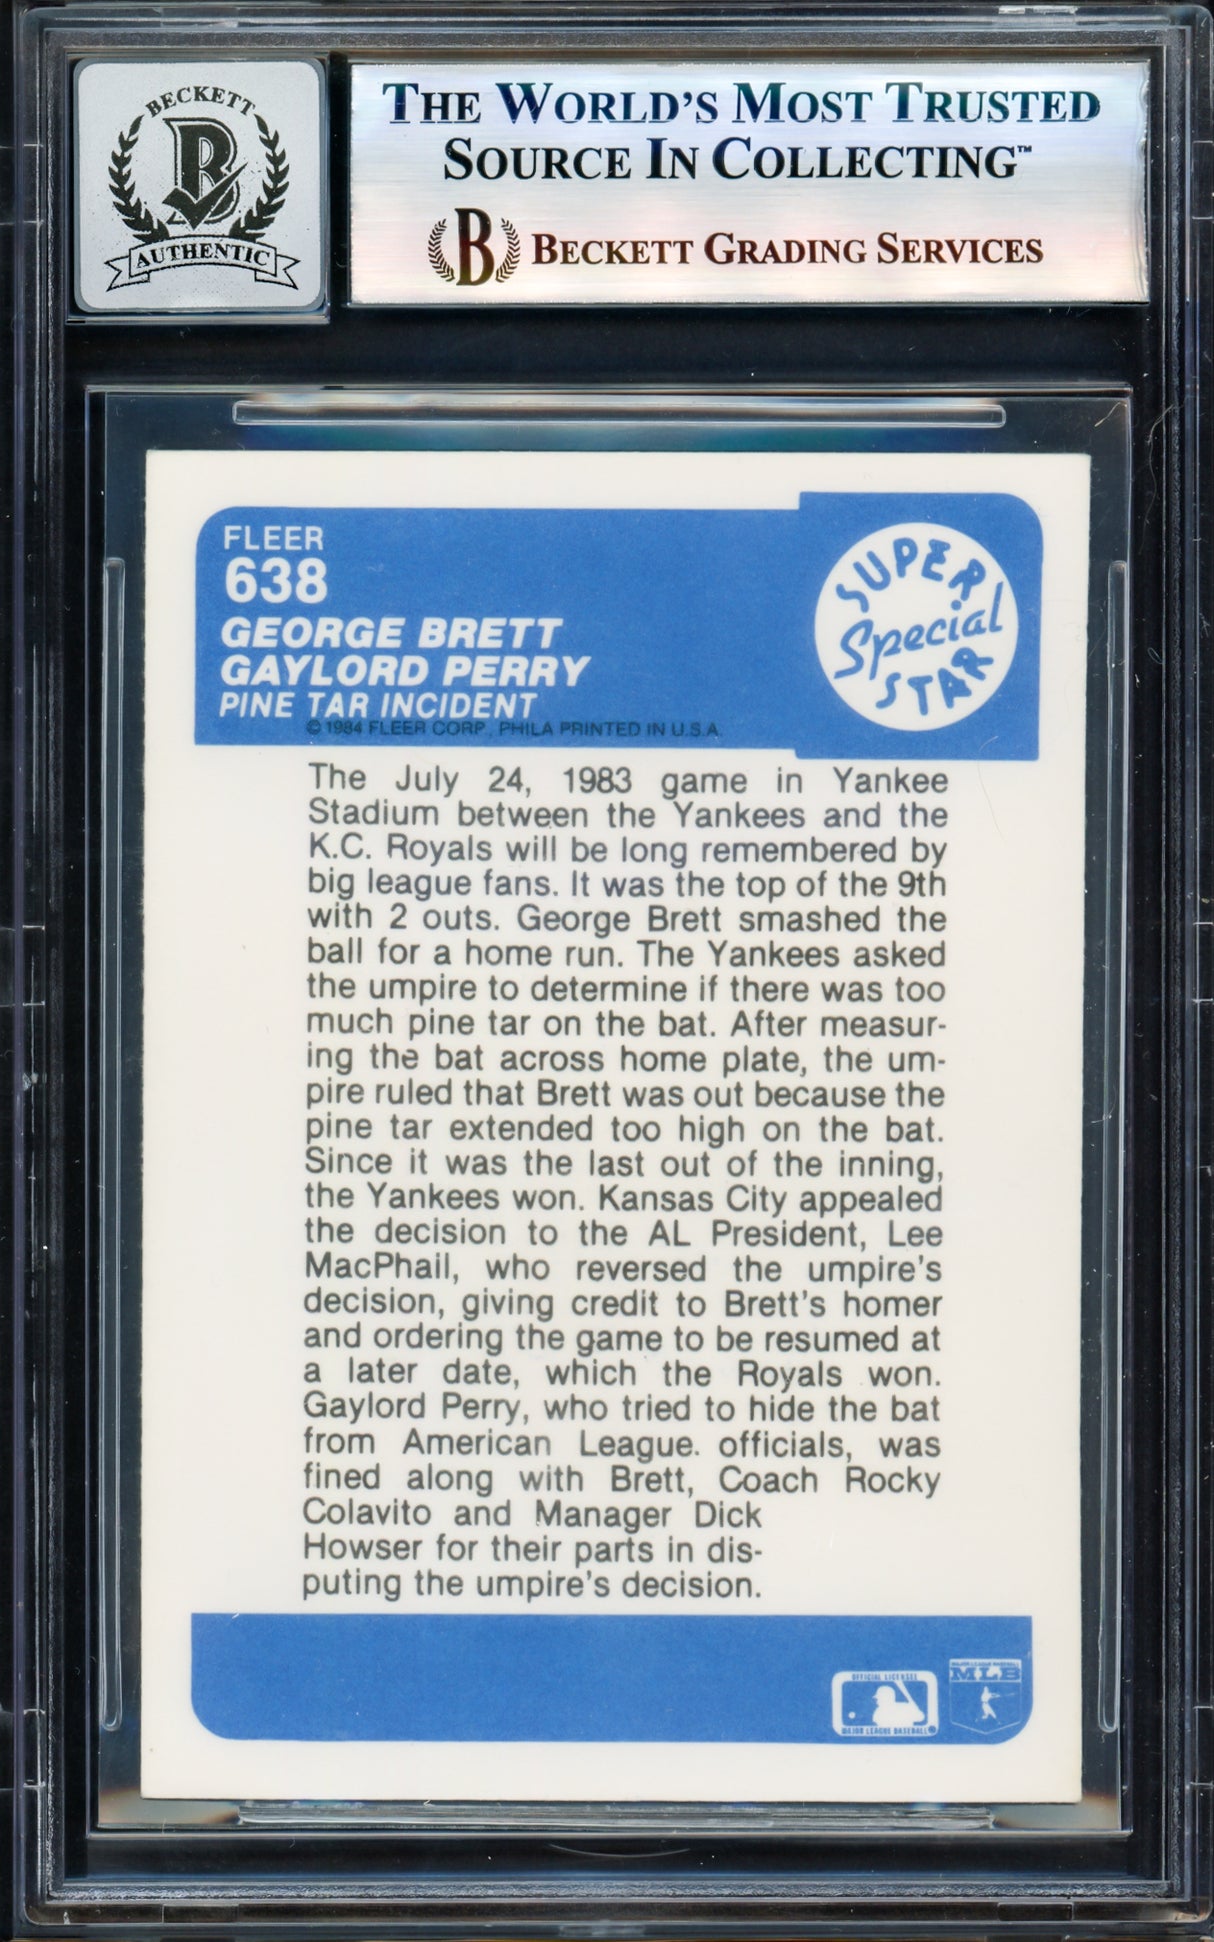 BECKETT
AUTHENTIC
THE WORLD'S MOST TRUSTED
SOURCE IN COLLECTING™
B BECKETT GRADING SERVICES
FLEER
638
GEORGE BRETT
GAYLORD PERRY
PINE TAR INCIDENT
© 1984 FLEER CORP., PHILA PRINTED IN U.S.A.
SUPER
Special
STAR
The July 24, 1983 game in Yankee
Stadium between the Yankees and the
K.C. Royals will be long remembered by
big league fans. It was the top of the 9th
with 2 outs. George Brett smashed the
ball for a home run. The Yankees asked
the umpire to determine if there was too
much pine tar on the bat. After measur-
ing the bat across home plate, the um-
pire ruled that Brett was out because the
pine tar extended too high on the bat.
Since it was the last out of the inning,
the Yankees won. Kansas City appealed
the decision to the AL President, Lee
MacPhail, who reversed the umpire's
decision, giving credit to Brett's homer
and ordering the game to be resumed at
a later date, which the Royals won.
Gaylord Perry, who tried to hide the bat
from American League. officials, was
fined along with Brett, Coach Rocky
Colavito and Manager Dick
Howser for their parts in dis-
puting the umpire's decision.
OFFICIAL LICENSEE
MAJOR LEAGUE BASEBALL®
MAJOR LEAGUE BASEBALL
MLB